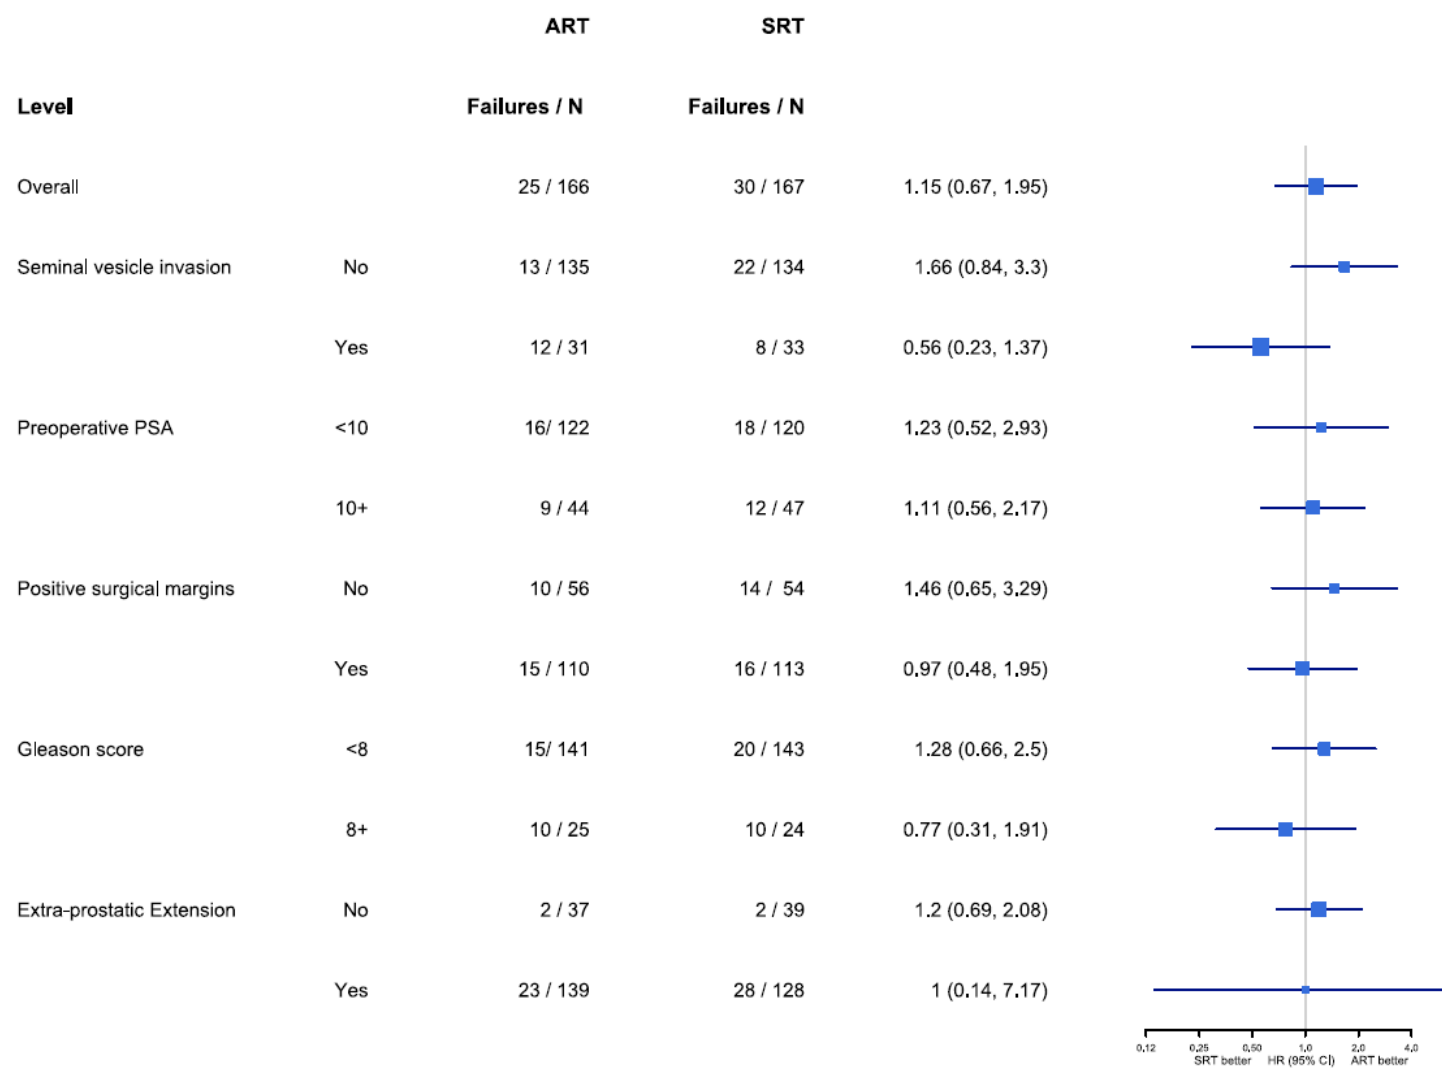 ART SRT
Level Failures / N Failures / N
Overall 25 / 166 30 / 167 1.15 (0.67, 1.95)
Seminal vesicle invasion No 13 / 135 22 / 134 1.66 (0.84, 3.3)
Yes 12 / 31 8 / 33 0.56 (0.23, 1.37)
Preoperative PSA <10 16/ 122 18 / 120 1.23 (0.52, 2.93)
10+ 9 / 44 12 / 47 1.11 (0.56, 2.17)
Positive surgical margins No 10 / 56 14 / 54 1.46 (0.65, 3.29)
Yes 15 / 110 16 / 113 0.97 (0.48, 1.95)
Gleason score <8 15/ 141 20 / 143 1.28 (0.66, 2.5)
8+ 10 / 25 10 / 24 0.77 (0.31, 1.91)
Extra-prostatic Extension No 2 / 37 2 / 39 1.2 (0.69, 2.08)
Yes 23 / 139 28 / 128 1 (0.14, 7.17)
0.12 0.25 0.50 1.0 2.0 4.0
SRT better HR (95% CI) ART better